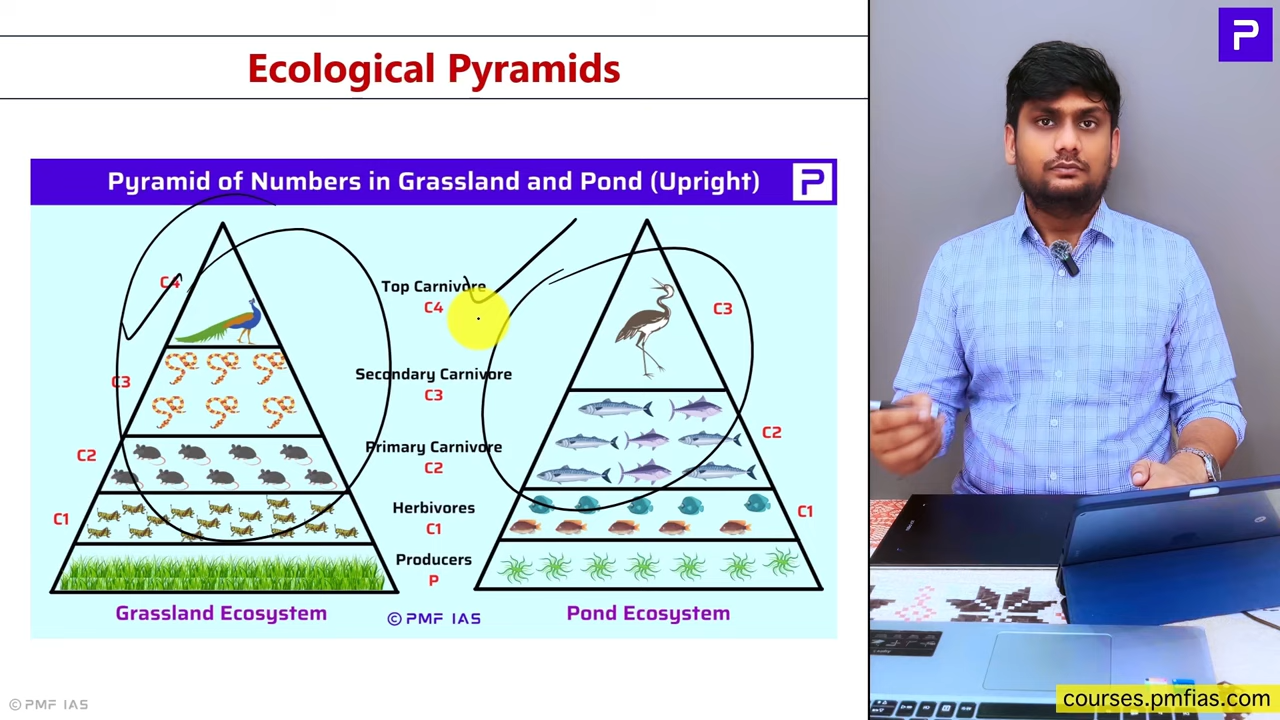 P
Ecological Pyramids
Pyramid of Numbers in Grassland and Pond (Upright)
P
C4
Top Carnivore
C4
C3
C3
Secondary Carnivore
C3
C2
C2
Primary Carnivore
C2
C1
Herbivores
C1
C1
Producers
P
Grassland Ecosystem
© PMF IAS
Pond Ecosystem
© PMF IAS
courses.pmfias.com